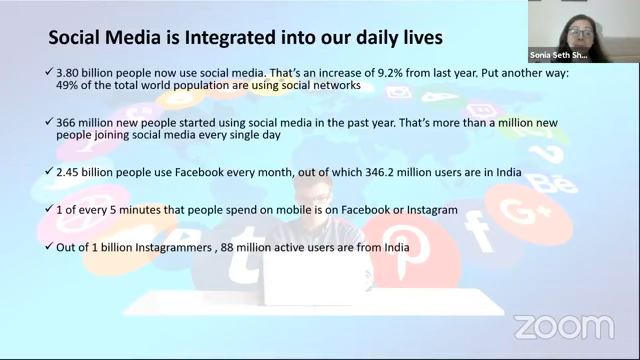 Social Media is Integrated into our daily lives
Sonia Seth Sh...
✓ 3.80 billion people now use social media. That's an increase of 9.2% from last year. Put another way:
49% of the total world population are using social networks
✓ 366 million new people started using social media in the past year. That's more than a million new
people joining social media every single day
✓ 2.45 billion people use Facebook every month, out of which 346.2 million users are in India
✓ 1 of every 5 minutes that people spend on mobile is on Facebook or Instagram
✓ Out of 1 billion Instagrammers , 88 million active users are from India
Bē
G+
f
t
zoom